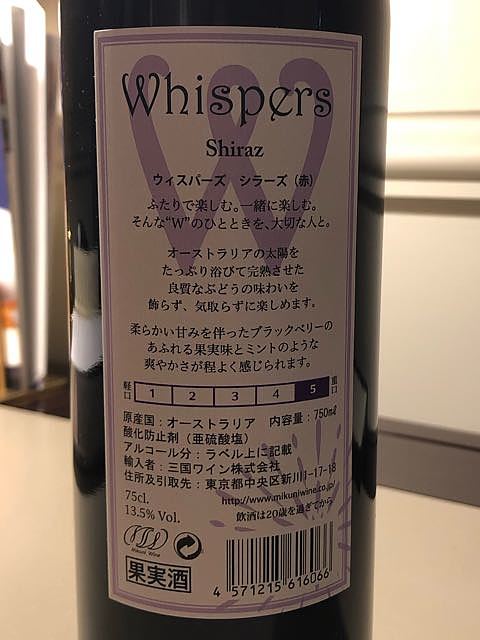 Whispers
Shiraz
ウィスパーズ シラーズ（赤）
ふたりで楽しむ。一緒に楽しむ。
そんな“W”のひとときを、大切な人と。
オーストラリアの太陽を
たっぷり浴びて完熟させた
良質なぶどうの味わいを
飾らず、気取らずに楽しめます。
柔らかい甘みを伴ったブラックベリーの
あふれる果実味とミントのような
爽やかさが程よく感じられます。
軽口 1 2 3 4 5 重口
原産国：オーストラリア 内容量：750mℓ
酸化防止剤（亜硫酸塩）
アルコール分：ラベル上に記載
輸入者：三国ワイン株式会社
住所及引取先：東京都中央区新川1-17-18
75cl. http://www.mikuniwine.co.jp/
13.5% Vol. 飲酒は20歳を過ぎてから
Mikuni Wine
果実酒
4 571215 616066